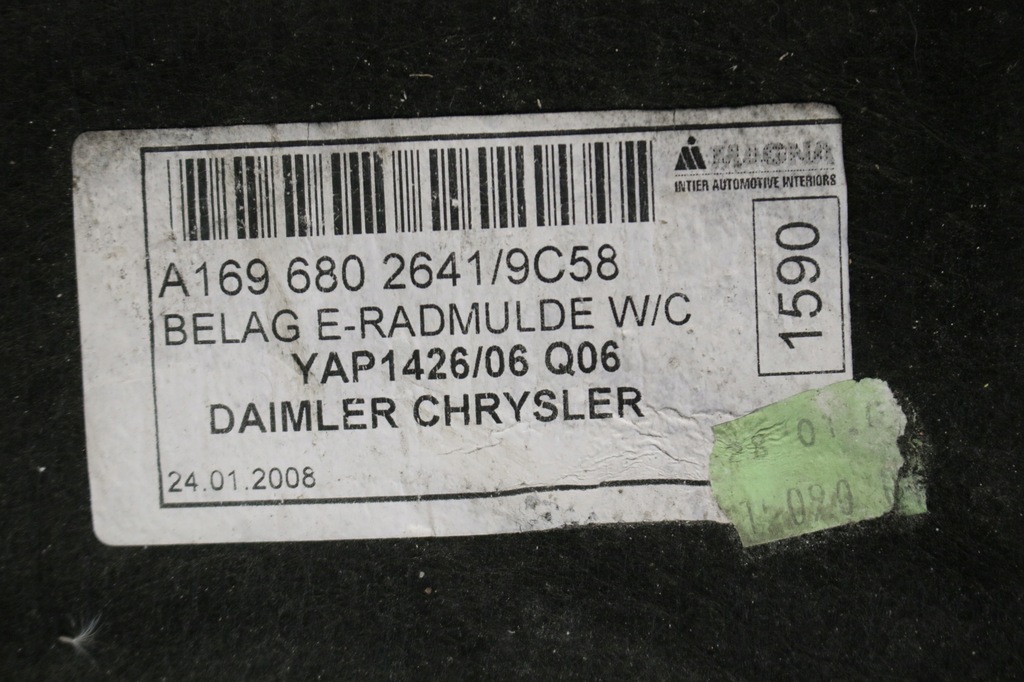 MAGNA
INTIER AUTOMOTIVE INTERIORS
A169 680 2641/9C58
BELAG E-RADMULDE W/C
YAP1426/06 Q06
DAIMLER CHRYSLER
24.01.2008
1590